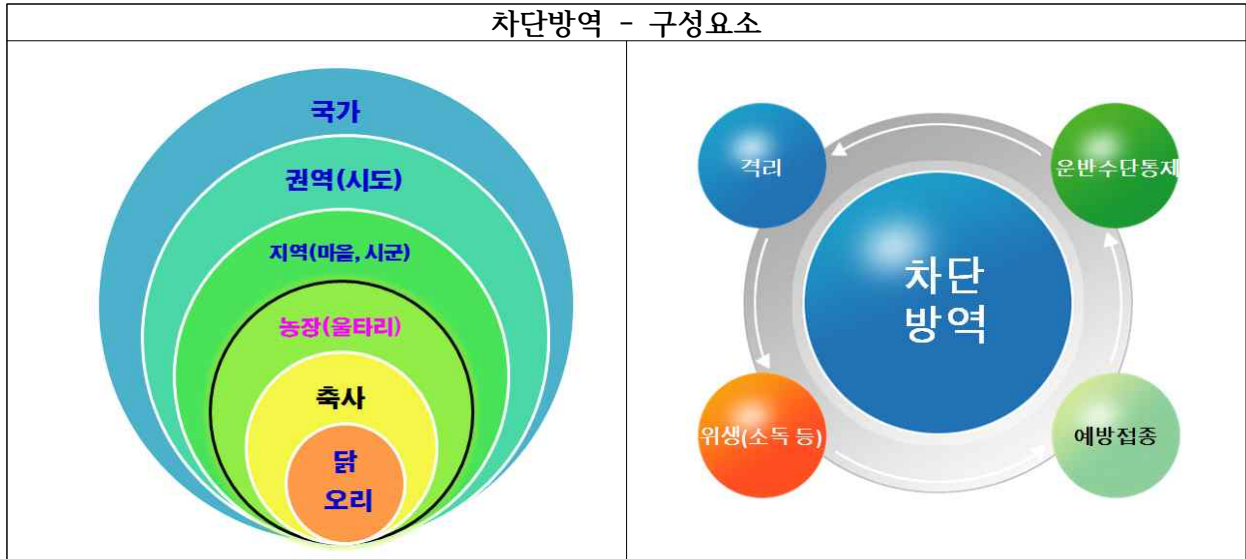 차단방역 - 구성요소
국가
권역(시도)
지역(마을, 시군)
농장(울타리)
축사
닭
오리
격리
운반수단통제
차단
방역
위생(소독 등)
예방접종